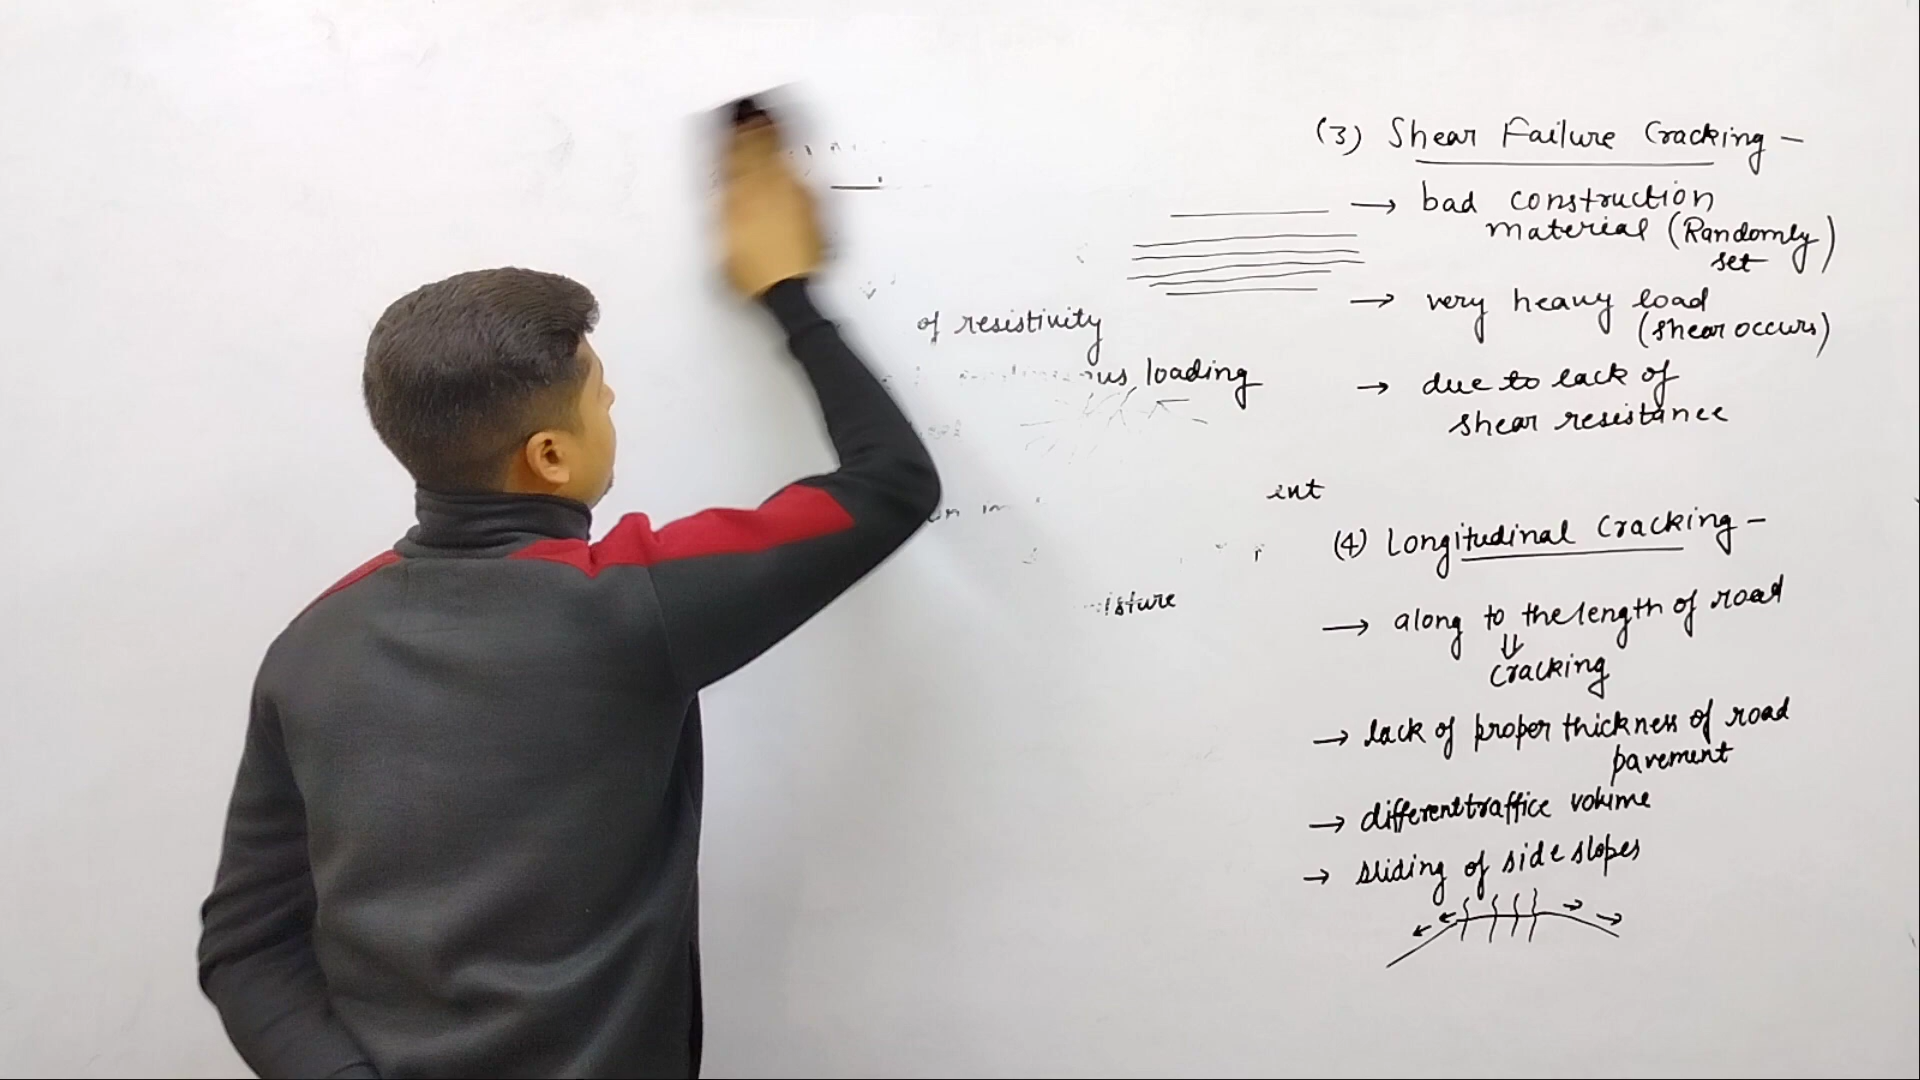 of resistivity
loading
int
(3) Shear Failure Cracking -
→ bad construction
material (Randomly
set)
→ very heavy load
(shear occurs)
→ due to lack of
shear resistance
(4) Longitudinal Cracking -
→ along to the length of road
⇓
cracking
→ lack of proper thickness of road
pavement
→ different traffice volume
→ sliding of side slopes